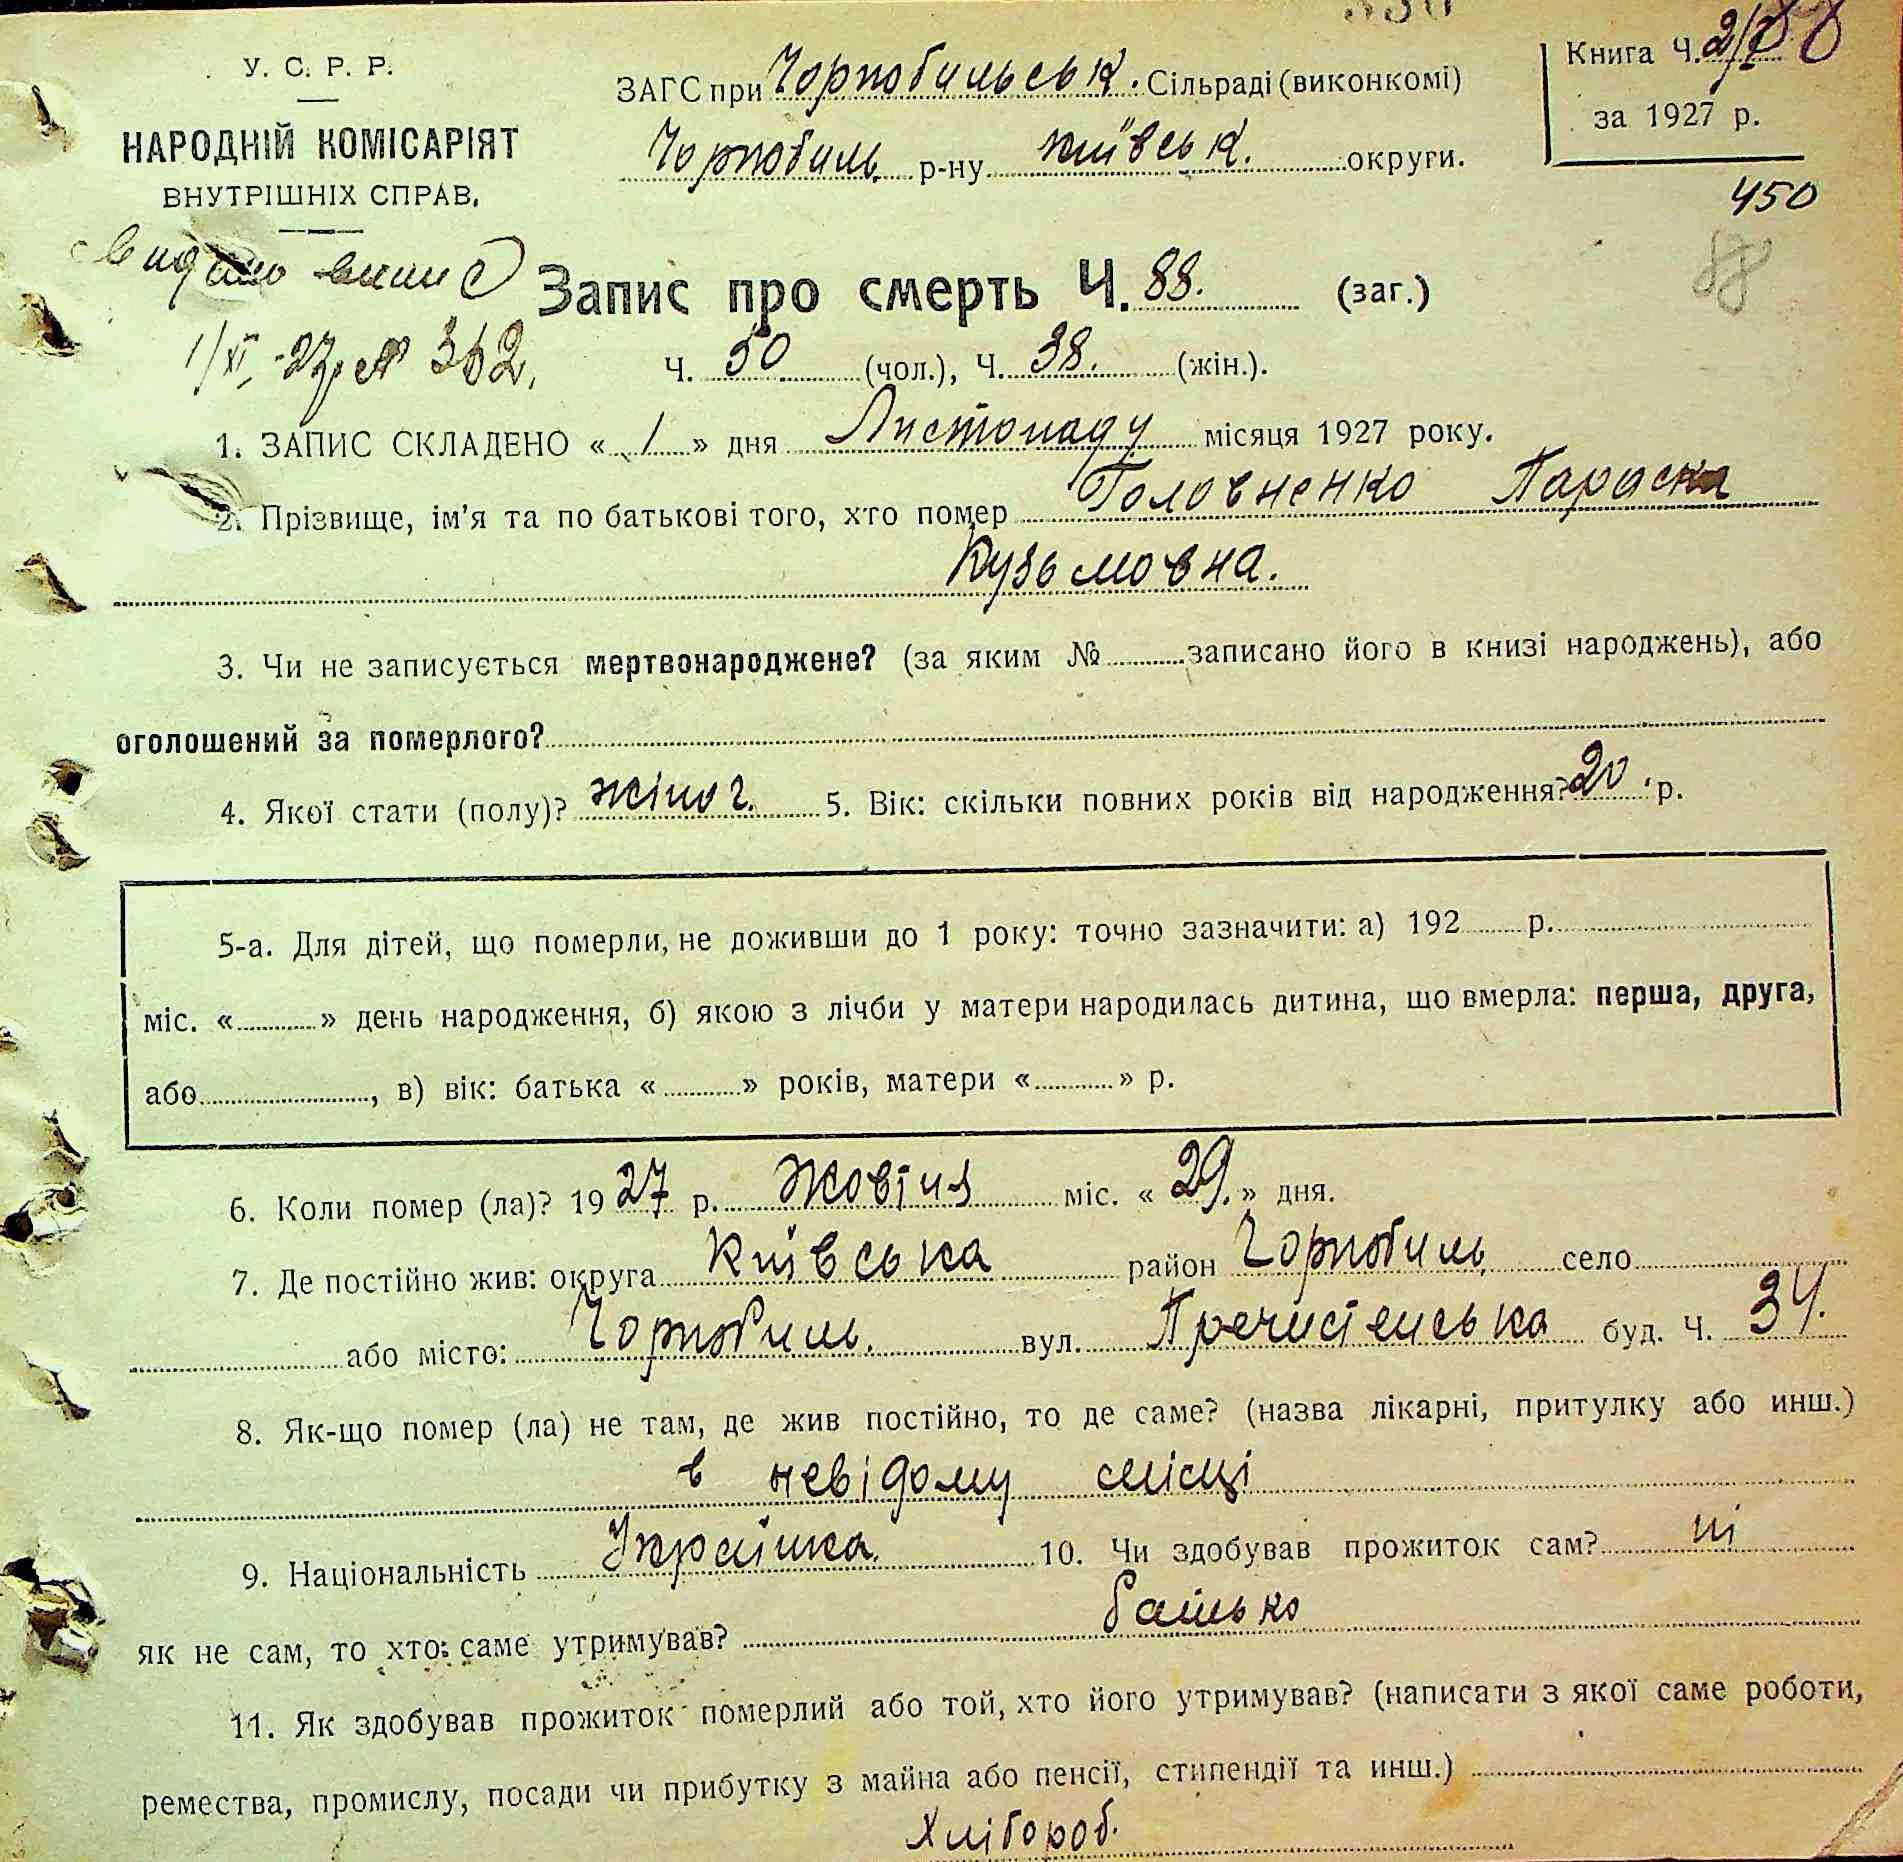 У. С. Р. Р.
НАРОДНІЙ КОМІСАРІЯТ
ВНУТРІШНІХ СПРАВ.
ЗАГС при Чорнобильськ. Сільраді (виконкомі)
Чорнобиль р-ну Київськ. округи.
Книга Ч. 2/
за 1927 р.
450
88
видано випис
1/XI-27р № 362.
Запис про смерть Ч. 88. (заг.)
Ч. 50 (чол.), Ч. 38. (жін.).
1. ЗАПИС СКЛАДЕНО « 1 » дня Листопаду місяця 1927 року.
2. Прізвище, ім'я та по батькові того, хто помер Головненко Параска
Кузьмовна.
3. Чи не записується мертвонароджене? (за яким № записано його в книзі народжень), або
оголошений за померлого?
4. Якої стати (полу)? жіноч. 5. Вік: скільки повних років від народження? 20 р.
5-а. Для дітей, що померли, не доживши до 1 року: точно зазначити: а) 192 р.
міс. « » день народження, б) якою з лічби у матери народилась дитина, що вмерла: перша, друга,
або , в) вік: батька « » років, матери « » р.
6. Коли помер (ла)? 1927 р. Жовтня міс. « 29. » дня.
7. Де постійно жив: округа Київська район Чорнобиль село
або місто: Чорнобиль. вул. Пречистенська буд. Ч. 34.
8. Як-що помер (ла) не там, де жив постійно, то де саме? (назва лікарні, притулку або инш.)
в невідому місці
9. Національність Українка. 10. Чи здобував прожиток сам? ні
як не сам, то хто саме утримував? батько
11. Як здобував прожиток померлий або той, хто його утримував? (написати з якої саме роботи,
ремества, промислу, посади чи прибутку з майна або пенсії, стипендії та инш.)
Хлібороб.